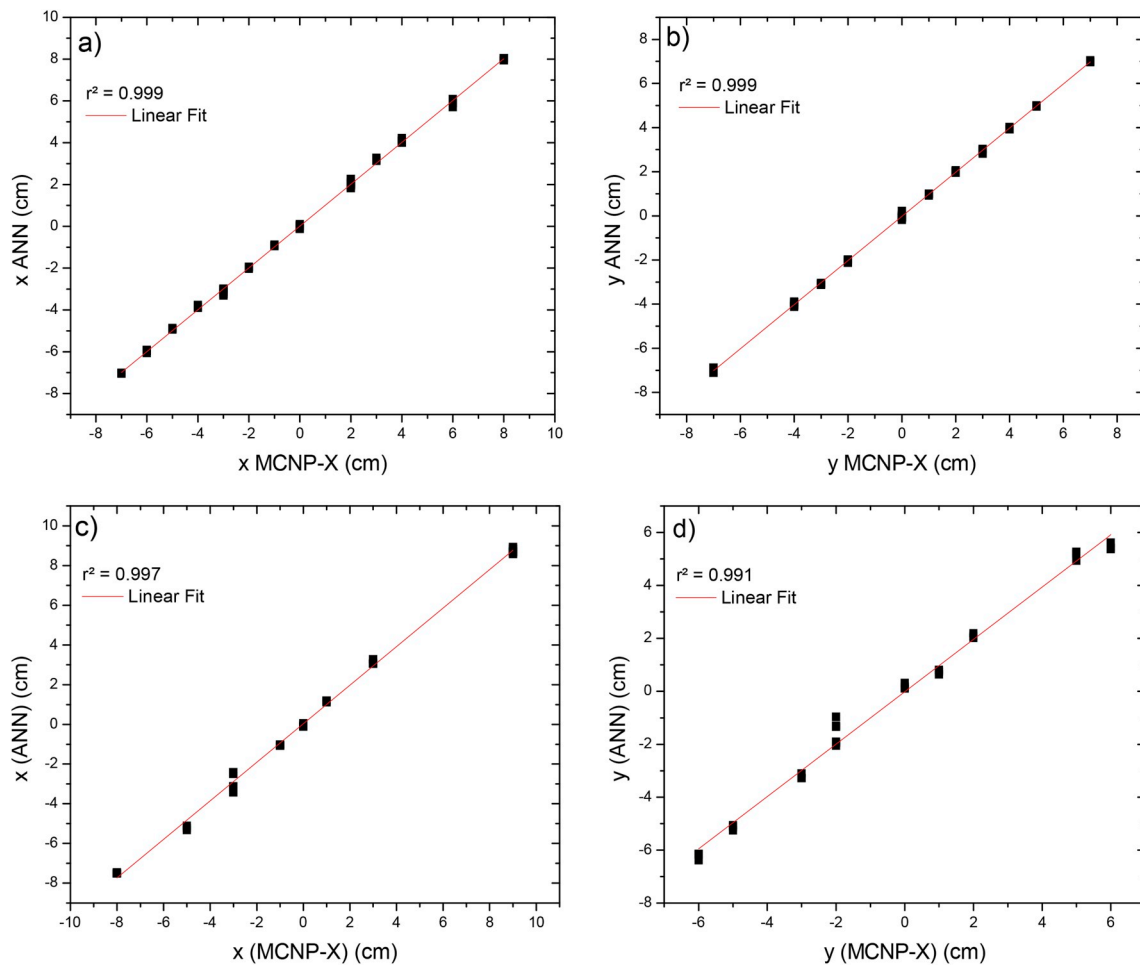 a)
r² = 0.999
Linear Fit
10
8
6
4
2
0
-2
-4
-6
-8
x ANN (cm)
-8 -6 -4 -2 0 2 4 6 8 10
x MCNP-X (cm)
b)
r² = 0.999
Linear Fit
8
6
4
2
0
-2
-4
-6
-8
y ANN (cm)
-8 -6 -4 -2 0 2 4 6 8
y MCNP-X (cm)
c)
r² = 0.997
Linear Fit
10
8
6
4
2
0
-2
-4
-6
-8
x (ANN) (cm)
-10 -8 -6 -4 -2 0 2 4 6 8 10
x (MCNP-X) (cm)
d)
r² = 0.991
Linear Fit
6
4
2
0
-2
-4
-6
-8
y (ANN) (cm)
-6 -4 -2 0 2 4 6
y (MCNP-X) (cm)